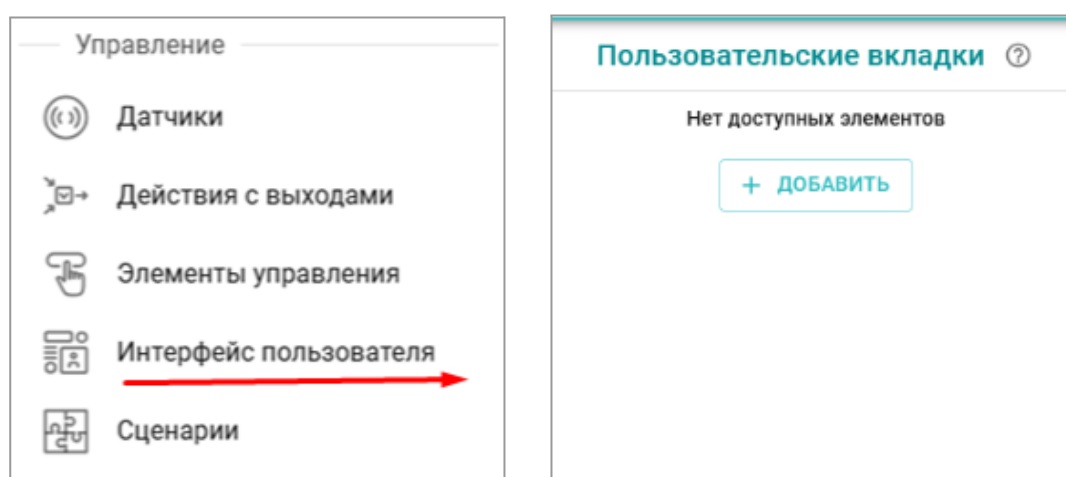 Управление
Датчики
Действия с выходами
Элементы управления
Интерфейс пользователя
Сценарии
Пользовательские вкладки
Нет доступных элементов
+ ДОБАВИТЬ